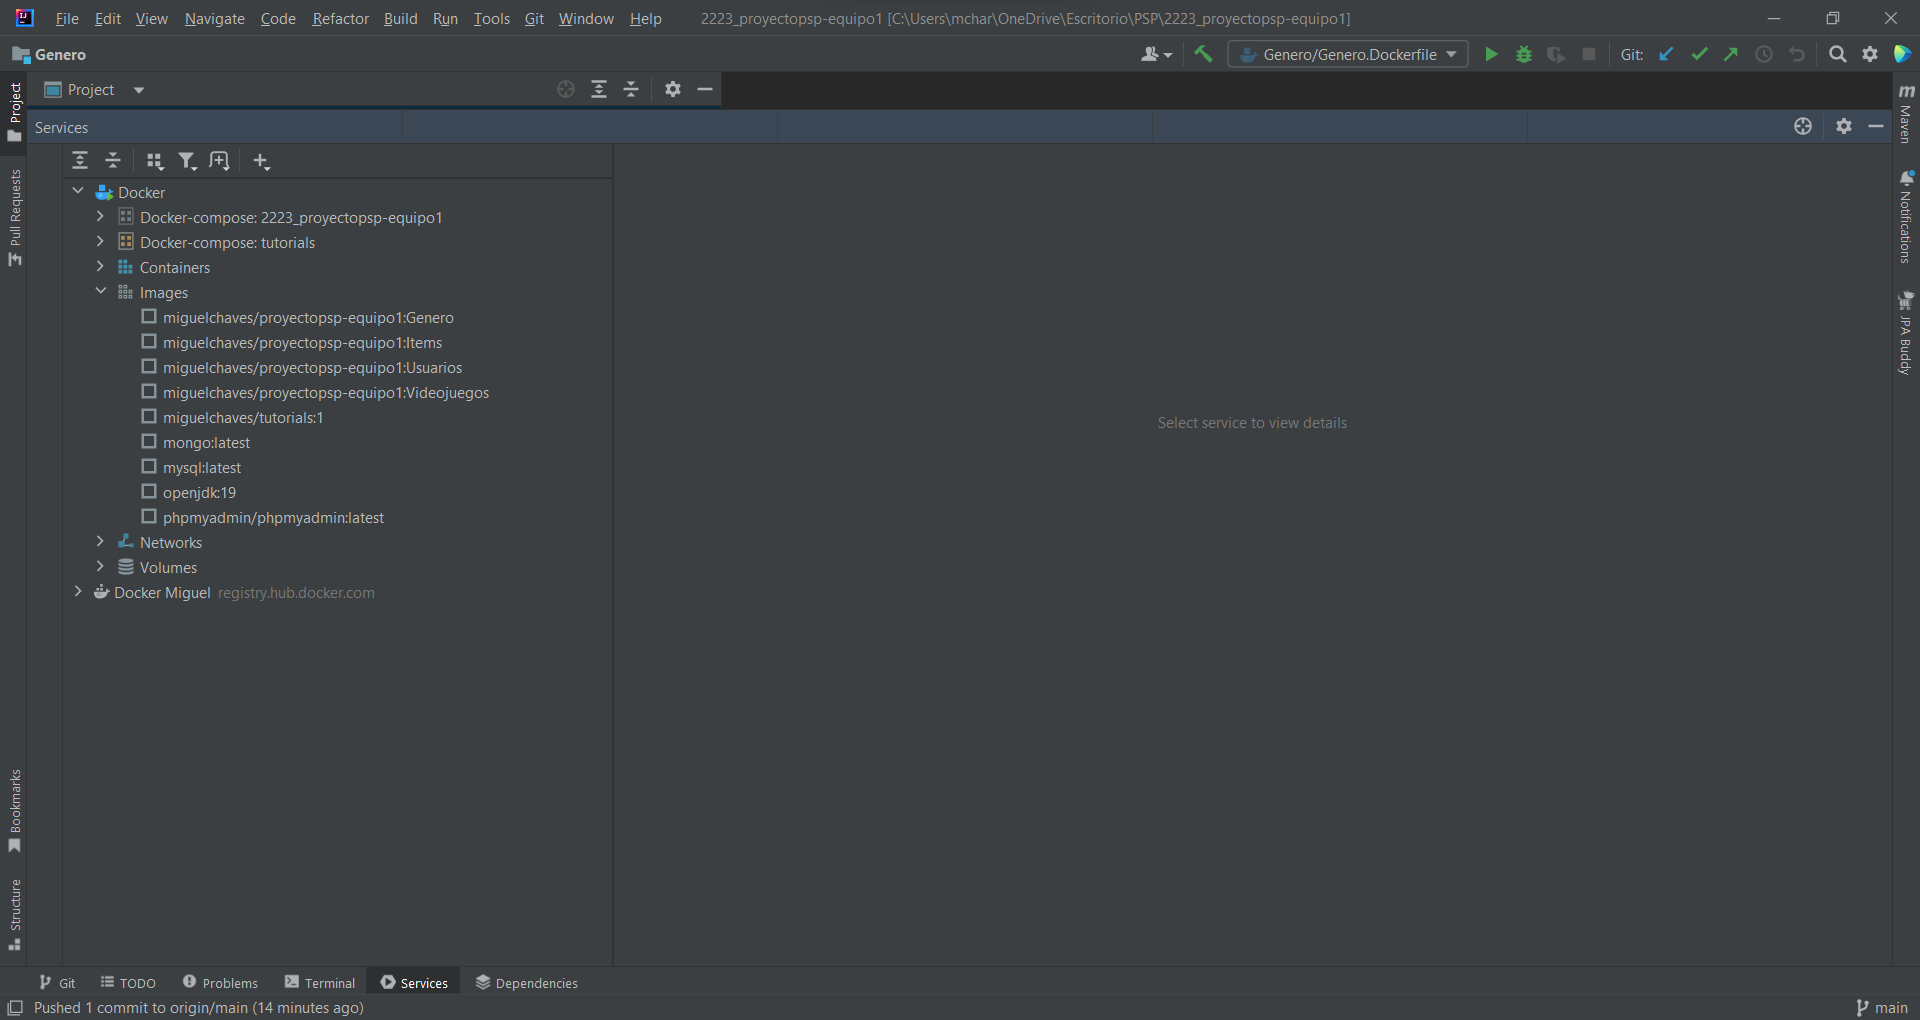 File Edit View Navigate Code Refactor Build Run Tools Git Window Help 2223_proyectopsp-equipo1 [C:\Users\mchar\OneDrive\Escritorio\PSP\2223_proyectopsp-equipo1]
Genero Genero/Genero.Dockerfile Git:
Project
Services
Docker
Docker-compose: 2223_proyectopsp-equipo1
Docker-compose: tutorials
Containers
Images
miguelchaves/proyectopsp-equipo1:Genero
miguelchaves/proyectopsp-equipo1:Items
miguelchaves/proyectopsp-equipo1:Usuarios
miguelchaves/proyectopsp-equipo1:Videojuegos
miguelchaves/tutorials:1
mongo:latest
mysql:latest
openjdk:19
phpmyadmin/phpmyadmin:latest
Networks
Volumes
Docker Miguel registry.hub.docker.com
Select service to view details
Project
Pull Requests
Bookmarks
Structure
m Maven
Notifications
JPA Buddy
Git TODO Problems Terminal Services Dependencies
Pushed 1 commit to origin/main (14 minutes ago) main